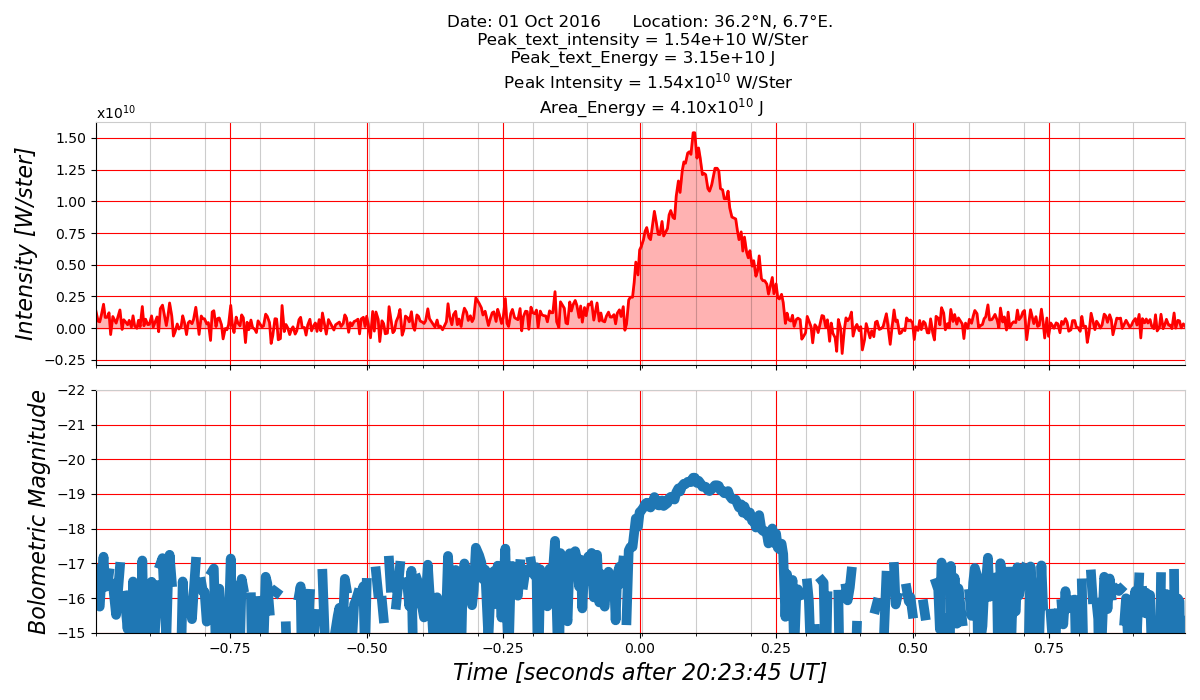 Date: 01 Oct 2016      Location: 36.2°N, 6.7°E.
Peak_text_intensity = 1.54e+10 W/Ster
Peak_text_Energy = 3.15e+10 J
Peak Intensity = 1.54x10¹⁰ W/Ster
Area_Energy = 4.10x10¹⁰ J
x10¹⁰
Intensity [W/ster]
1.50
1.25
1.00
0.75
0.50
0.25
0.00
−0.25
Bolometric Magnitude
−22
−21
−20
−19
−18
−17
−16
−15
−0.75 −0.50 −0.25 0.00 0.25 0.50 0.75
Time [seconds after 20:23:45 UT]